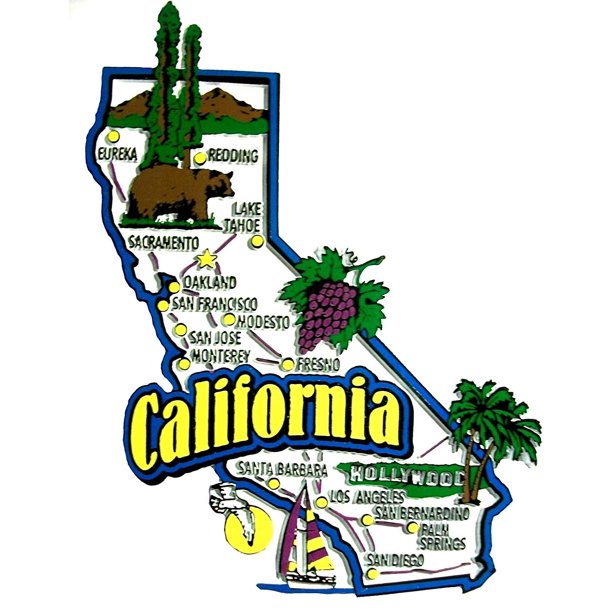 EUREKA
REDDING
LAKE
TAHOE
SACRAMENTO
OAKLAND
SAN FRANCISCO
MODESTO
SAN JOSE
MONTEREY
FRESNO
California
SANTA BARBARA
HOLLYWOOD
LOS ANGELES
SAN BERNARDINO
PALM
SPRINGS
SAN DIEGO